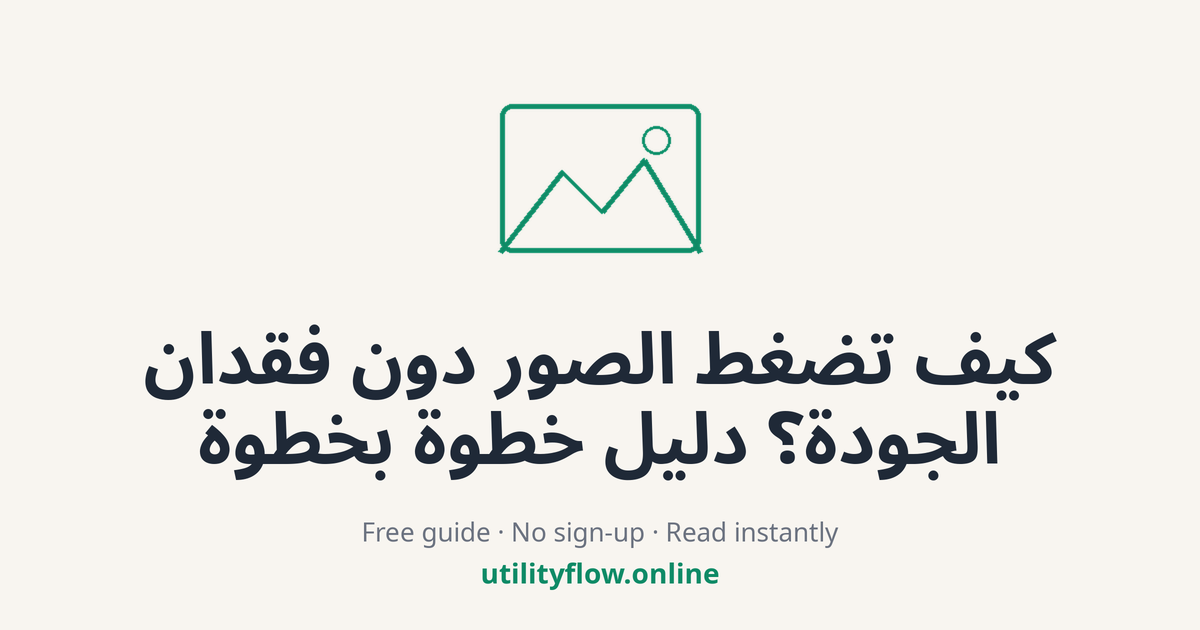 كيف تضغط الصور دون فقدان
الجودة؟ دليل خطوة بخطوة
Free guide · No sign-up · Read instantly
utilityflow.online